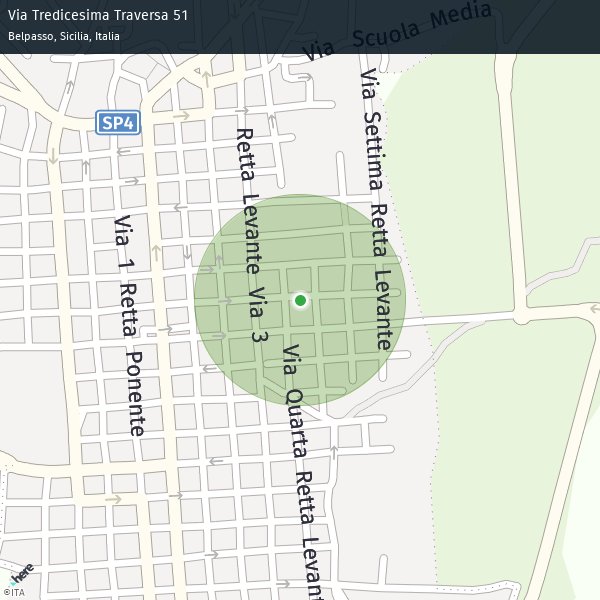 Via Tredicesima Traversa 51
Belpasso, Sicilia, Italia
Via Scuola Media
SP4
Via Settima Retta Levante
Retta Levante Via 3
Via 1 Retta Ponente
Via Quarta Retta Levant
here
©ITA